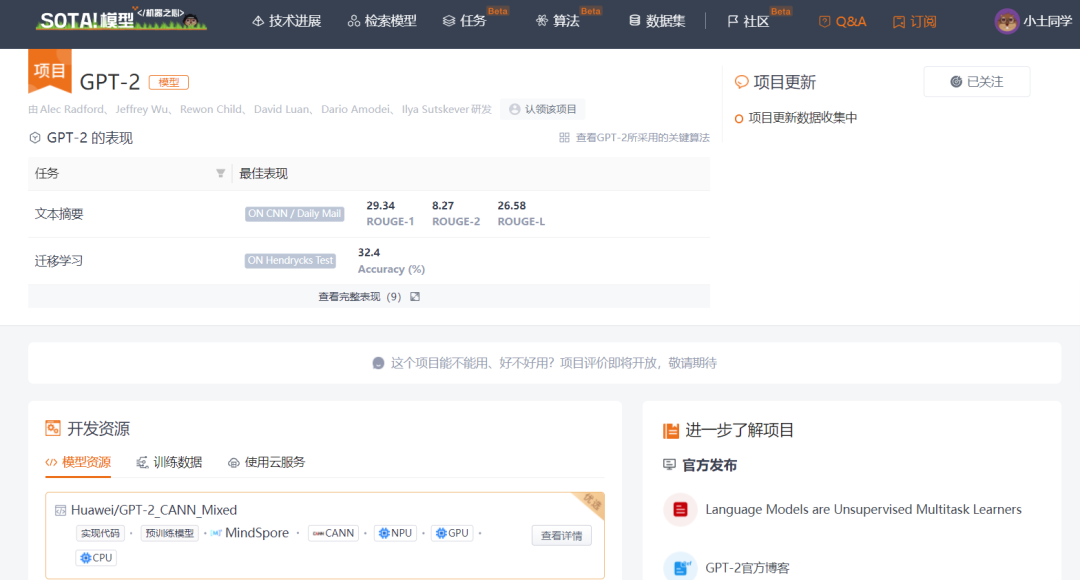 SOTA!模型 </机器之心>
技术进展
检索模型
任务
Beta
算法
Beta
数据集
社区
Beta
Q&A
订阅
小土同学
项目
GPT-2
模型
由 Alec Radford、 Jeffrey Wu、 Rewon Child、 David Luan、 Dario Amodei、 Ilya Sutskever 研发
认领该项目
GPT-2 的表现
查看GPT-2所采用的关键算法
任务
最佳表现
文本摘要
ON CNN / Daily Mail
29.34 8.27 26.58
ROUGE-1 ROUGE-2 ROUGE-L
迁移学习
ON Hendrycks Test
32.4
Accuracy (%)
查看完整表现 (9)
项目更新
已关注
项目更新数据收集中
这个项目能不能用、好不好用？项目评价即将开放，敬请期待
开发资源
模型资源
训练数据
使用云服务
优选
Huawei/GPT-2_CANN_Mixed
实现代码 · 预训练模型 · MindSpore · CANN · NPU · GPU ·
CPU
查看详情
进一步了解项目
官方发布
Language Models are Unsupervised Multitask Learners
GPT-2官方博客